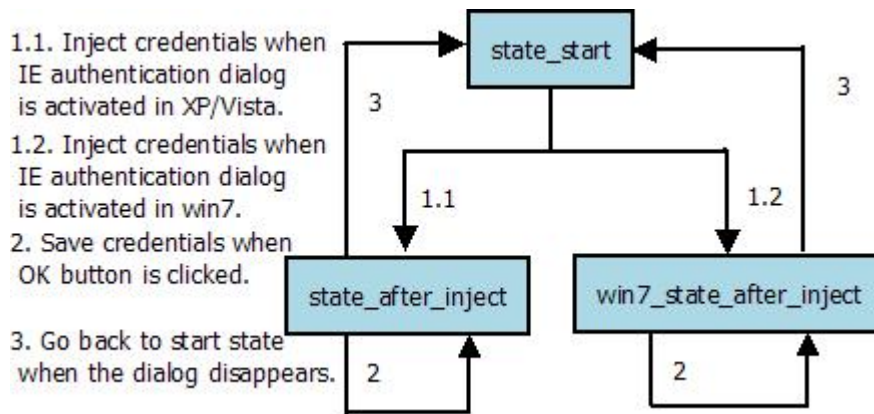 1.1. Inject credentials when
IE authentication dialog
is activated in XP/Vista.
1.2. Inject credentials when
IE authentication dialog
is activated in win7.
2. Save credentials when
OK button is clicked.
3. Go back to start state
when the dialog disappears.
state_start
3
3
1.1
1.2
state_after_inject
win7_state_after_inject
2
2